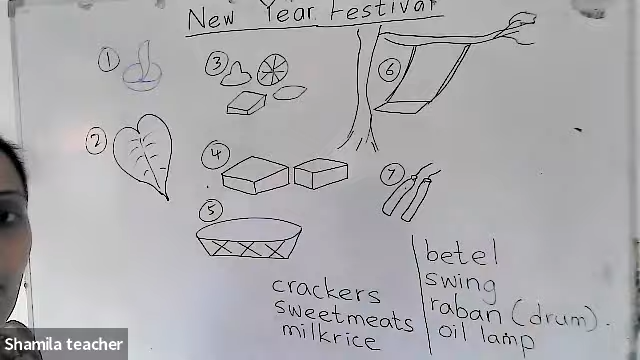 New Year Festival
1
3
6
2
4
7
5
crackers
sweetmeats
milkrice
betel
swing
raban (drum).
oil lamp
Shamila teacher